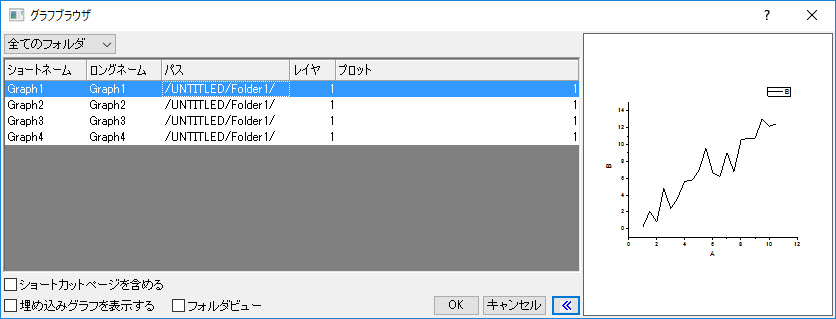 グラフブラウザ
? ×
全てのフォルダ
ショートネーム ロングネーム パス レイヤ プロット
Graph1 Graph1 /UNTITLED/Folder1/ 1 1
Graph2 Graph2 /UNTITLED/Folder1/ 1 1
Graph3 Graph3 /UNTITLED/Folder1/ 1 1
Graph4 Graph4 /UNTITLED/Folder1/ 1 1
ショートカットページを含める
埋め込みグラフを表示する フォルダビュー OK キャンセル «
B
14
12
10
8
6
4
2
0
B
0 2 4 6 8 10 12
A